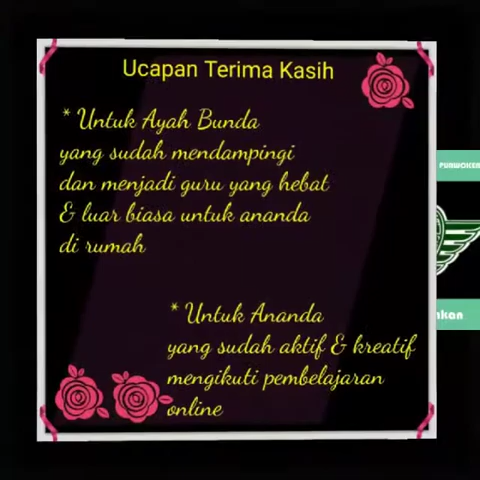 Ucapan Terima Kasih
* Untuk Ayah Bunda
yang sudah mendampingi
dan menjadi guru yang hebat
& luar biasa untuk ananda
di rumah
* Untuk Ananda
yang sudah aktif & kreatif
mengikuti pembelajaran
online